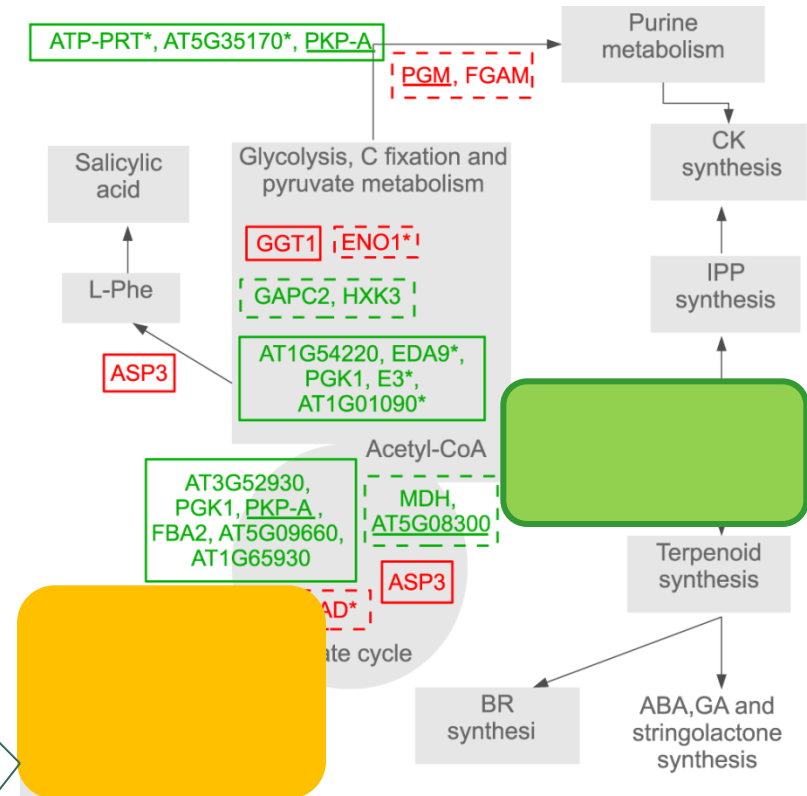 ATP-PRT*, AT5G35170*, PKP-A
Purine
metabolism
PGM, FGAM
CK
synthesis
Salicylic
acid
Glycolysis, C fixation and
pyruvate metabolism
GGT1
ENO1*
IPP
synthesis
L-Phe
GAPC2, HXK3
ASP3
AT1G54220, EDA9*,
PGK1, E3*,
AT1G01090*
Acetyl-CoA
AT3G52930,
PGK1, PKP-A,
FBA2, AT5G09660,
AT1G65930
MDH,
AT5G08300
Terpenoid
synthesis
ASP3
AD*
ate cycle
BR
synthesi
ABA,GA and
stringolactone
synthesis